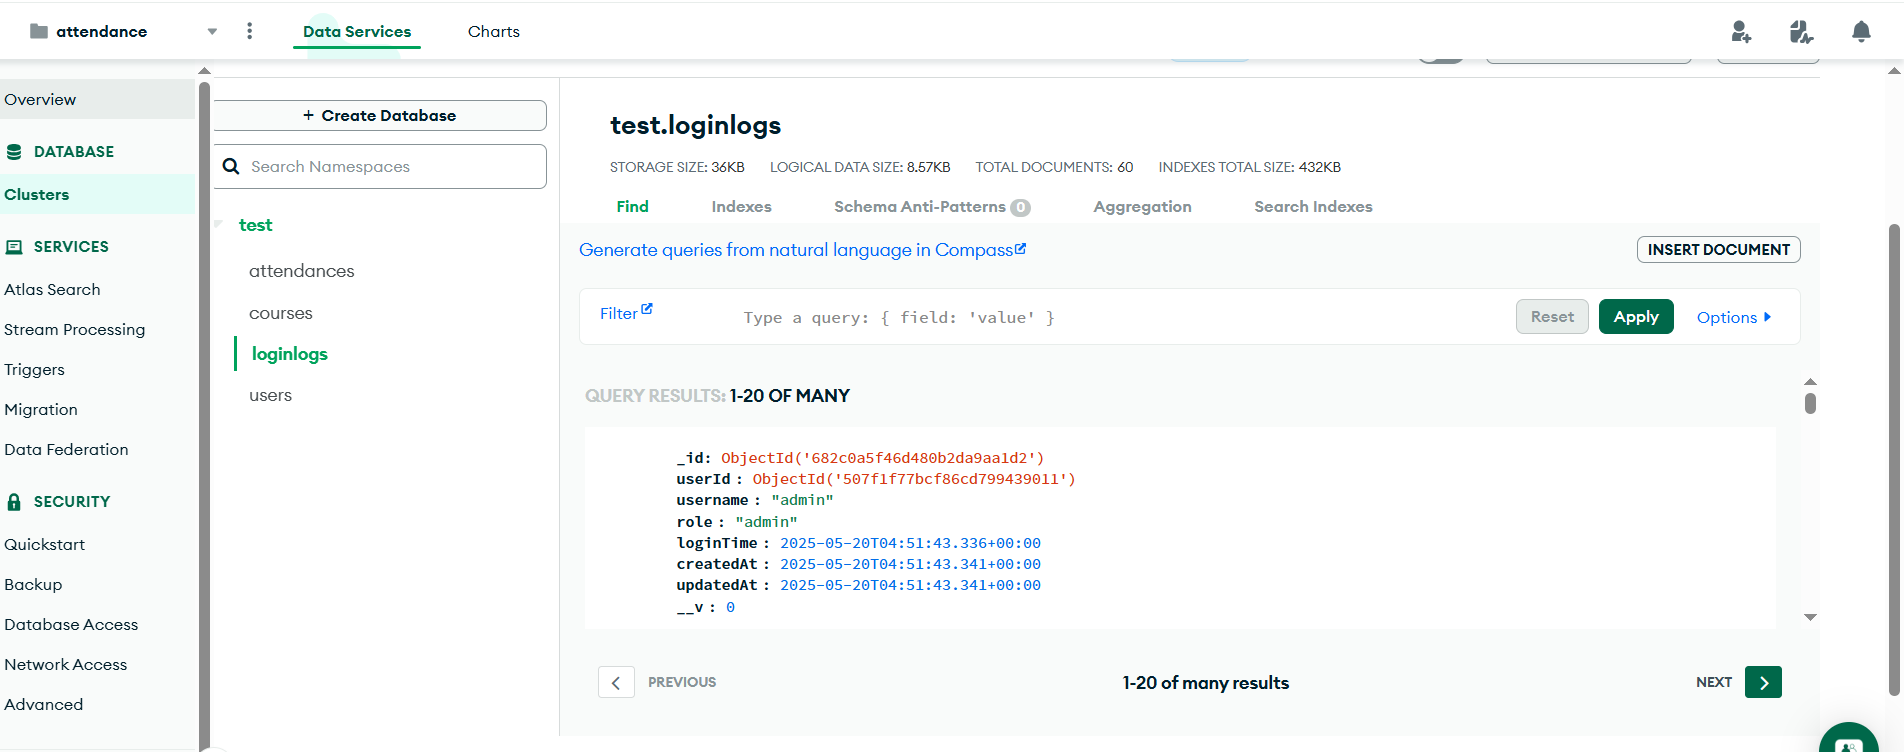 attendance
Data Services
Charts
Overview
DATABASE
Clusters
SERVICES
Atlas Search
Stream Processing
Triggers
Migration
Data Federation
SECURITY
Quickstart
Backup
Database Access
Network Access
Advanced
+ Create Database
Search Namespaces
test
attendances
courses
loginlogs
users
test.loginlogs
STORAGE SIZE: 36KB LOGICAL DATA SIZE: 8.57KB TOTAL DOCUMENTS: 60 INDEXES TOTAL SIZE: 432KB
Find Indexes Schema Anti-Patterns 0 Aggregation Search Indexes
Generate queries from natural language in Compass
INSERT DOCUMENT
Filter
Type a query: { field: 'value' }
Reset
Apply
Options
QUERY RESULTS: 1-20 OF MANY
_id: ObjectId('682c0a5f46d480b2da9aa1d2')
userId : ObjectId('507f1f77bcf86cd799439011')
username : "admin"
role : "admin"
loginTime : 2025-05-20T04:51:43.336+00:00
createdAt : 2025-05-20T04:51:43.341+00:00
updatedAt : 2025-05-20T04:51:43.341+00:00
__v : 0
PREVIOUS
1-20 of many results
NEXT